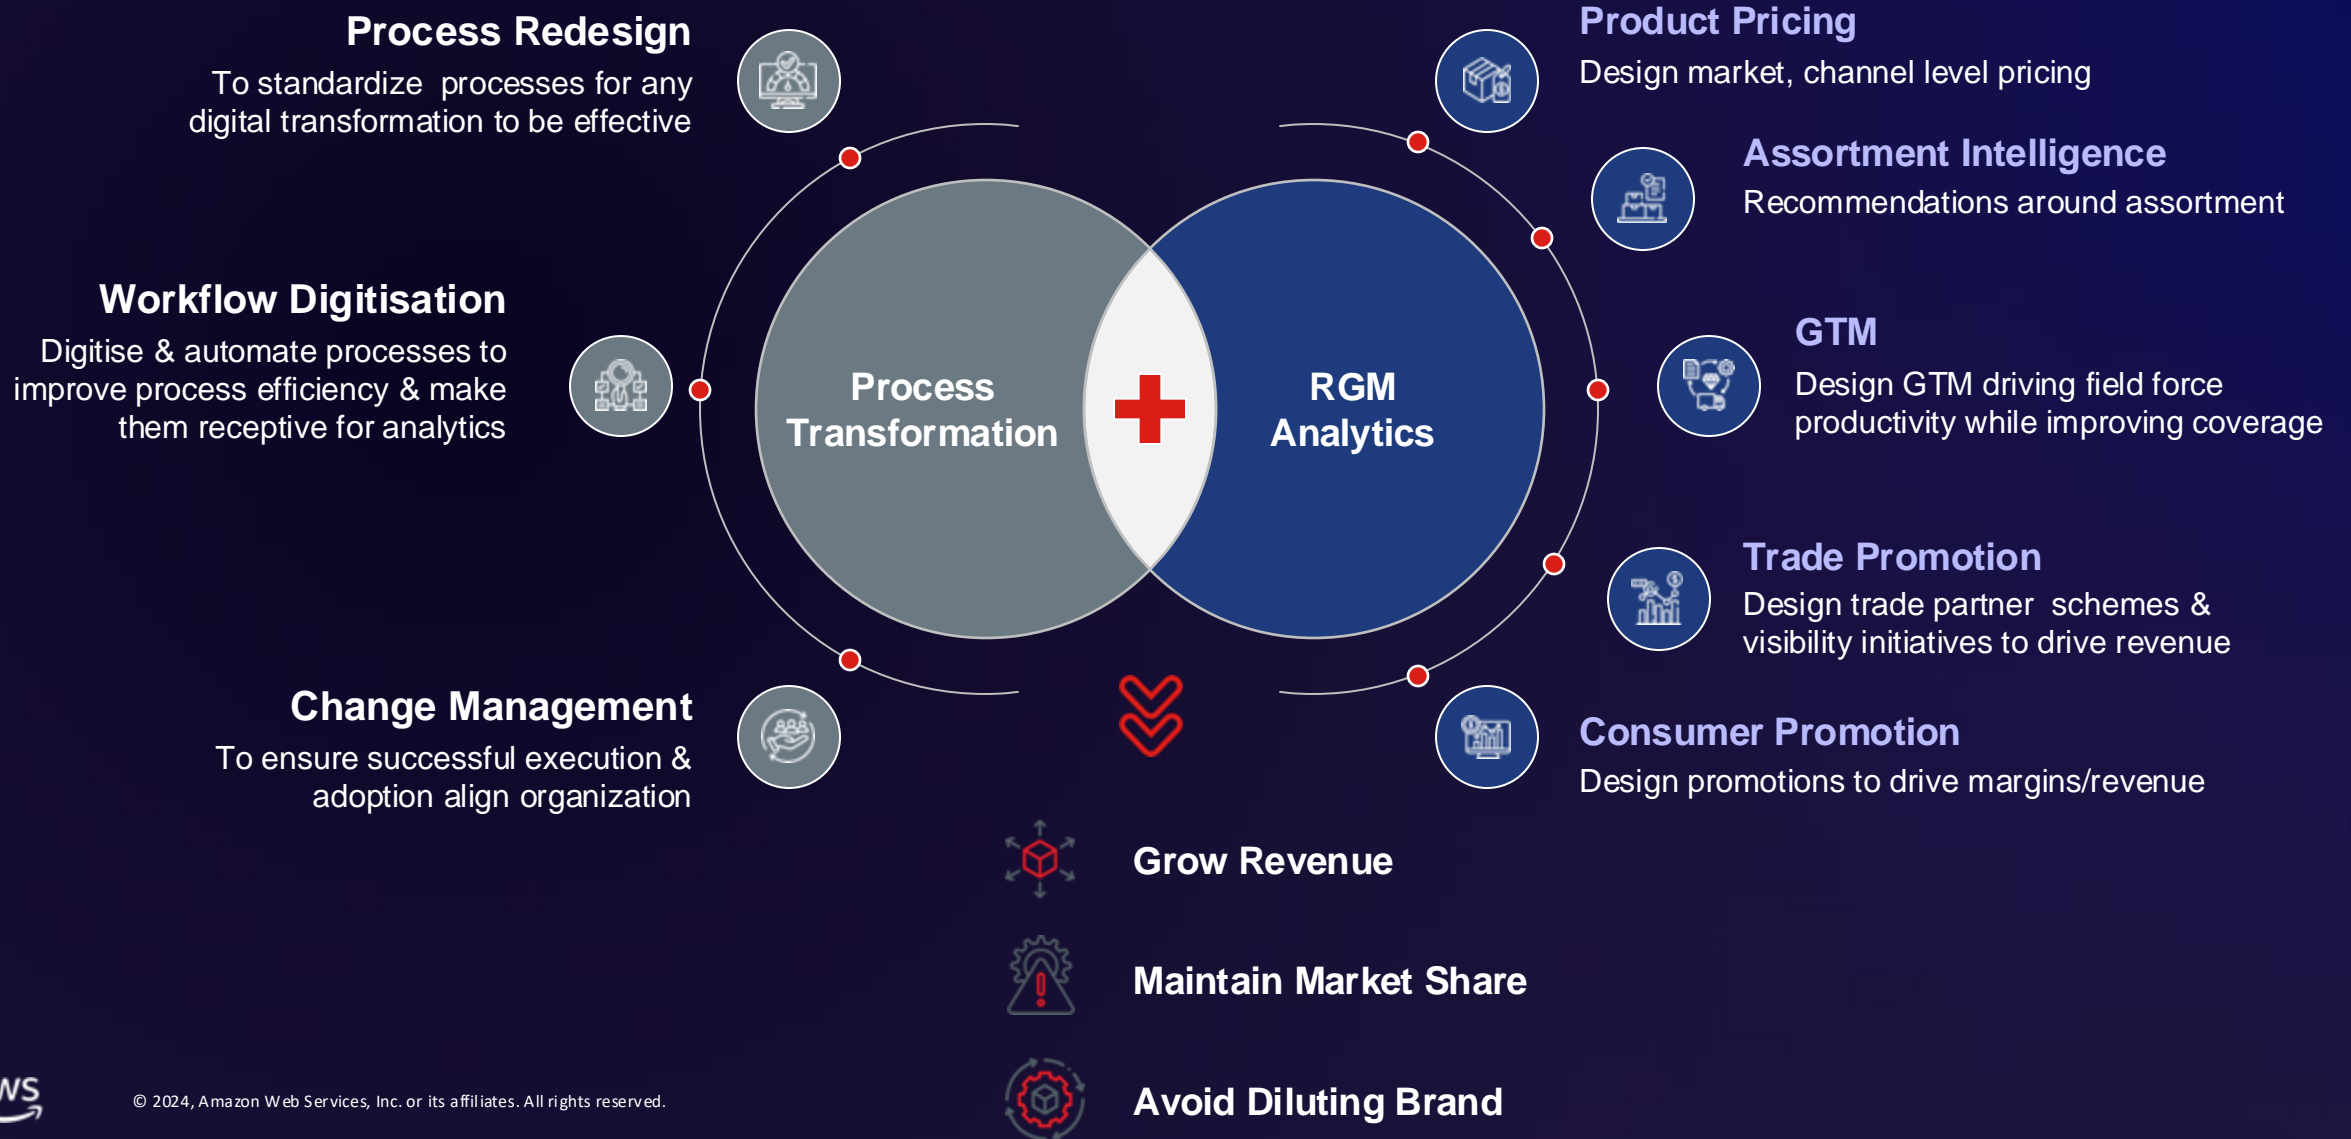 Process Redesign
To standardize processes for any
digital transformation to be effective
Workflow Digitisation
Digitise & automate processes to
improve process efficiency & make
them receptive for analytics
Change Management
To ensure successful execution &
adoption align organization
Process
Transformation
RGM
Analytics
Product Pricing
Design market, channel level pricing
Assortment Intelligence
Recommendations around assortment
GTM
Design GTM driving field force
productivity while improving coverage
Trade Promotion
Design trade partner schemes &
visibility initiatives to drive revenue
Consumer Promotion
Design promotions to drive margins/revenue
Grow Revenue
Maintain Market Share
Avoid Diluting Brand
© 2024, Amazon Web Services, Inc. or its affiliates. All rights reserved.